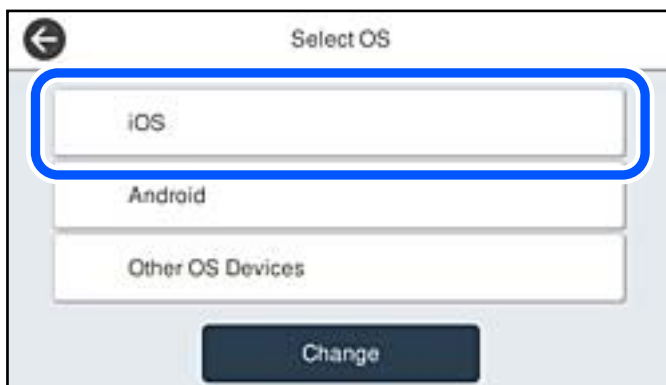 Select OS
iOS
Android
Other OS Devices
Change